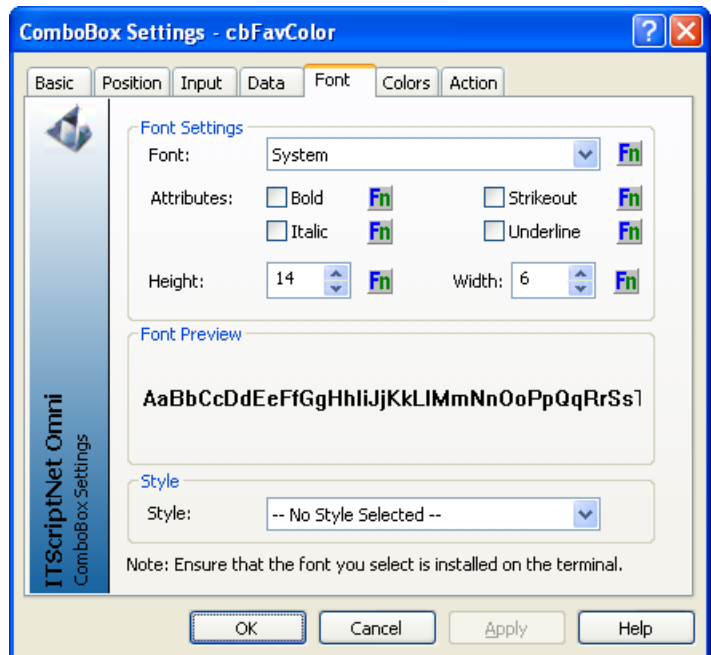 ComboBox Settings - cbFavColor
Basic Position Input Data Font Colors Action
Font Settings
Font: System Fn
Attributes: Bold Fn Strikeout Fn
Italic Fn Underline Fn
Height: 14 Fn Width: 6 Fn
Font Preview
AaBbCcDdEeFfGgHhIiJjKkLlMmNnOoPpQqRrSsT
Style
Style: -- No Style Selected --
Note: Ensure that the font you select is installed on the terminal.
ITScriptNet Omni
ComboBox Settings
OK Cancel Apply Help